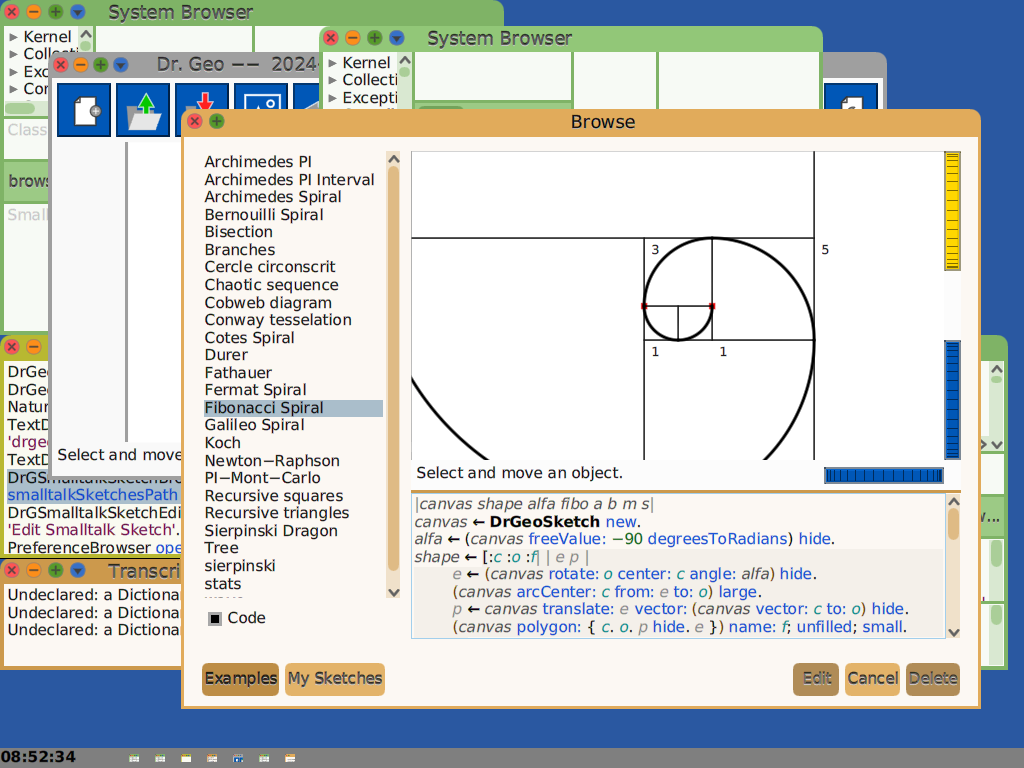 System Browser
Kernel
System Browser
Kernel
Collecti
Excepti
Dr. Geo —— 2024-
Class
brows
Browse
Archimedes PI
Archimedes PI Interval
Archimedes Spiral
Bernouilli Spiral
Bisection
Branches
Cercle circonscrit
Chaotic sequence
Cobweb diagram
Conway tesselation
Cotes Spiral
Durer
Fathauer
Fermat Spiral
Fibonacci Spiral
Galileo Spiral
Koch
Newton−Raphson
PI−Mont−Carlo
Recursive squares
Recursive triangles
Sierpinski Dragon
Tree
sierpinski
stats
Code
Examples
My Sketches
3
5
1
1
Select and move an object.
|canvas shape alfa fibo a b m s|
canvas ← DrGeoSketch new.
alfa ← (canvas freeValue: −90 degreesToRadians) hide.
shape ← [:c :o :f| | e p |
e ← (canvas rotate: o center: c angle: alfa) hide.
(canvas arcCenter: c from: e to: o) large.
p ← (canvas translate: e vector: (canvas vector: c to: o) hide.
(canvas polygon: { c. o. p hide. e }) name: f; unfilled; small.
Edit
Cancel
Delete
Select and move
DrGeo
DrGe
Natur
TextD
'drge
TextD
smalltalkSketchesPath
DrGSmalltalkSketchEdi
'Edit Smalltalk Sketch'.
PreferenceBrowser ope
Transcri
Undeclared: a Dictiona
Undeclared: a Dictiona
Undeclared: a Dictiona
08:52:34